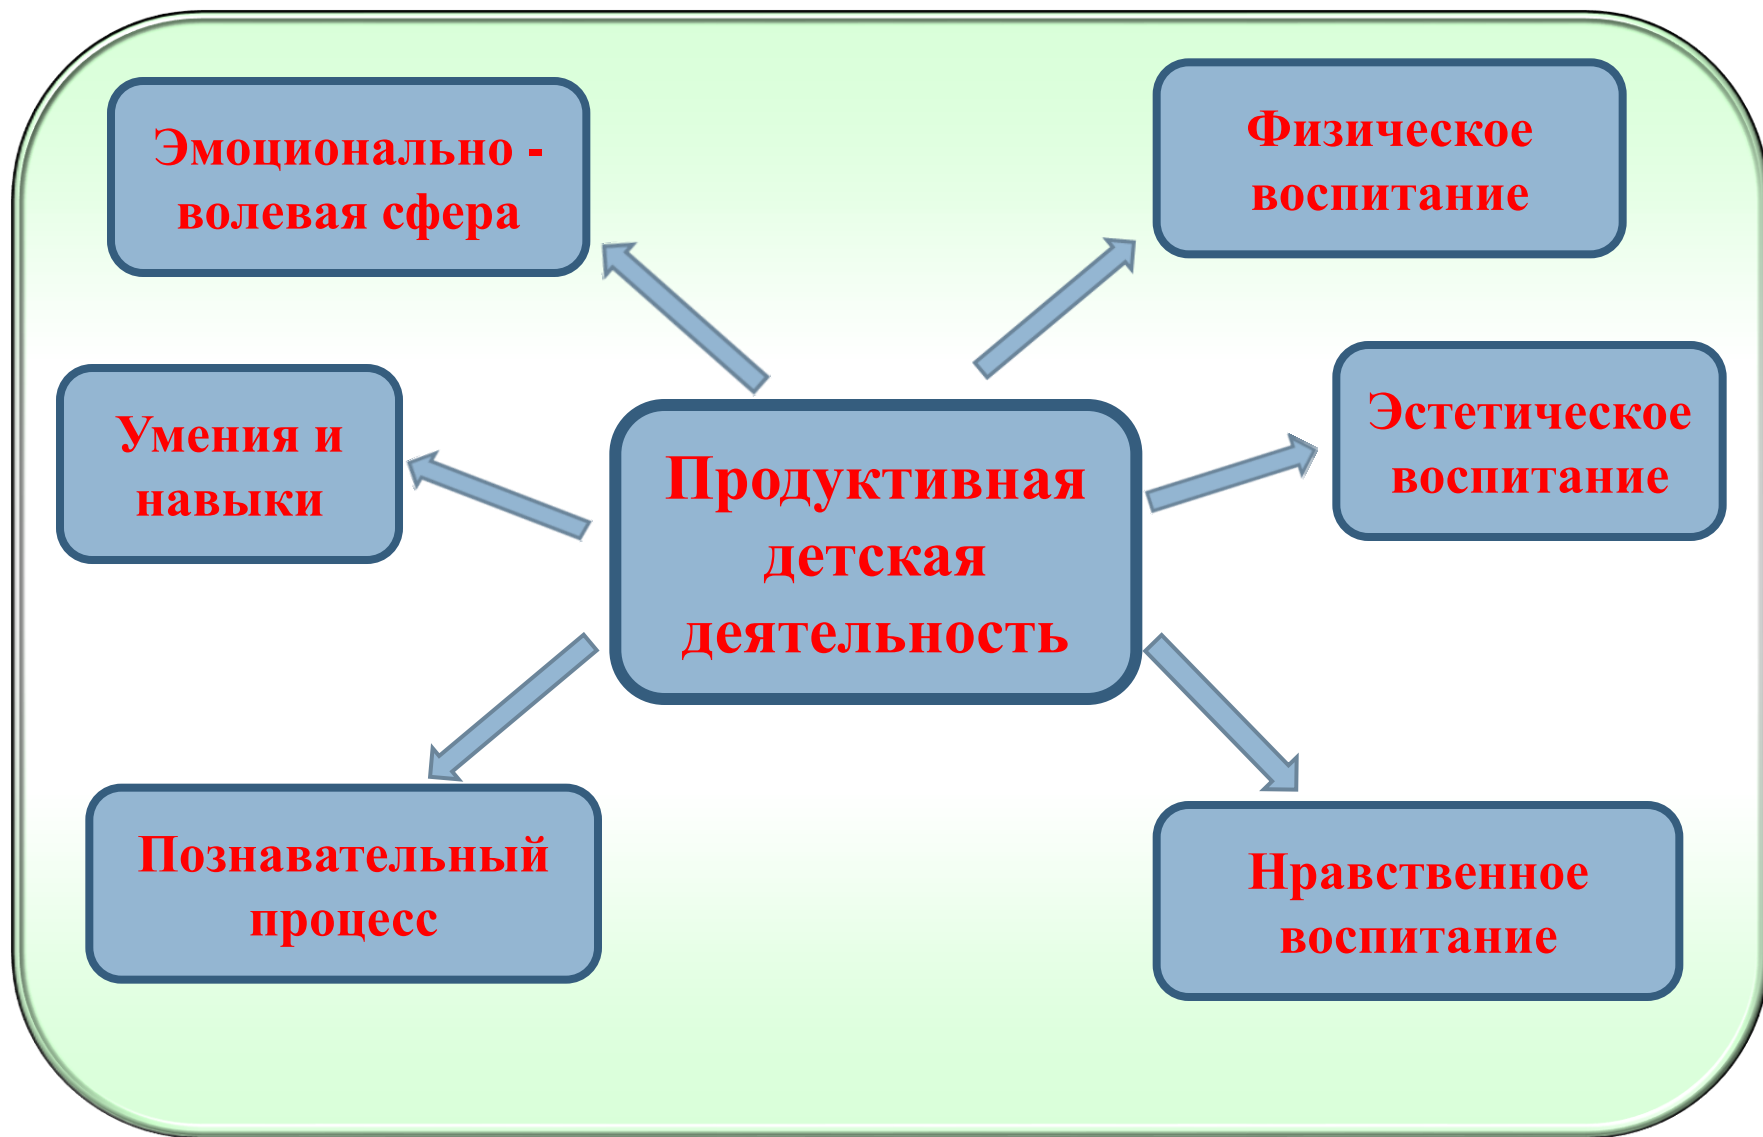 Эмоционально -
волевая сфера
Физическое
воспитание
Умения и
навыки
Эстетическое
воспитание
Продуктивная
детская
деятельность
Познавательный
процесс
Нравственное
воспитание